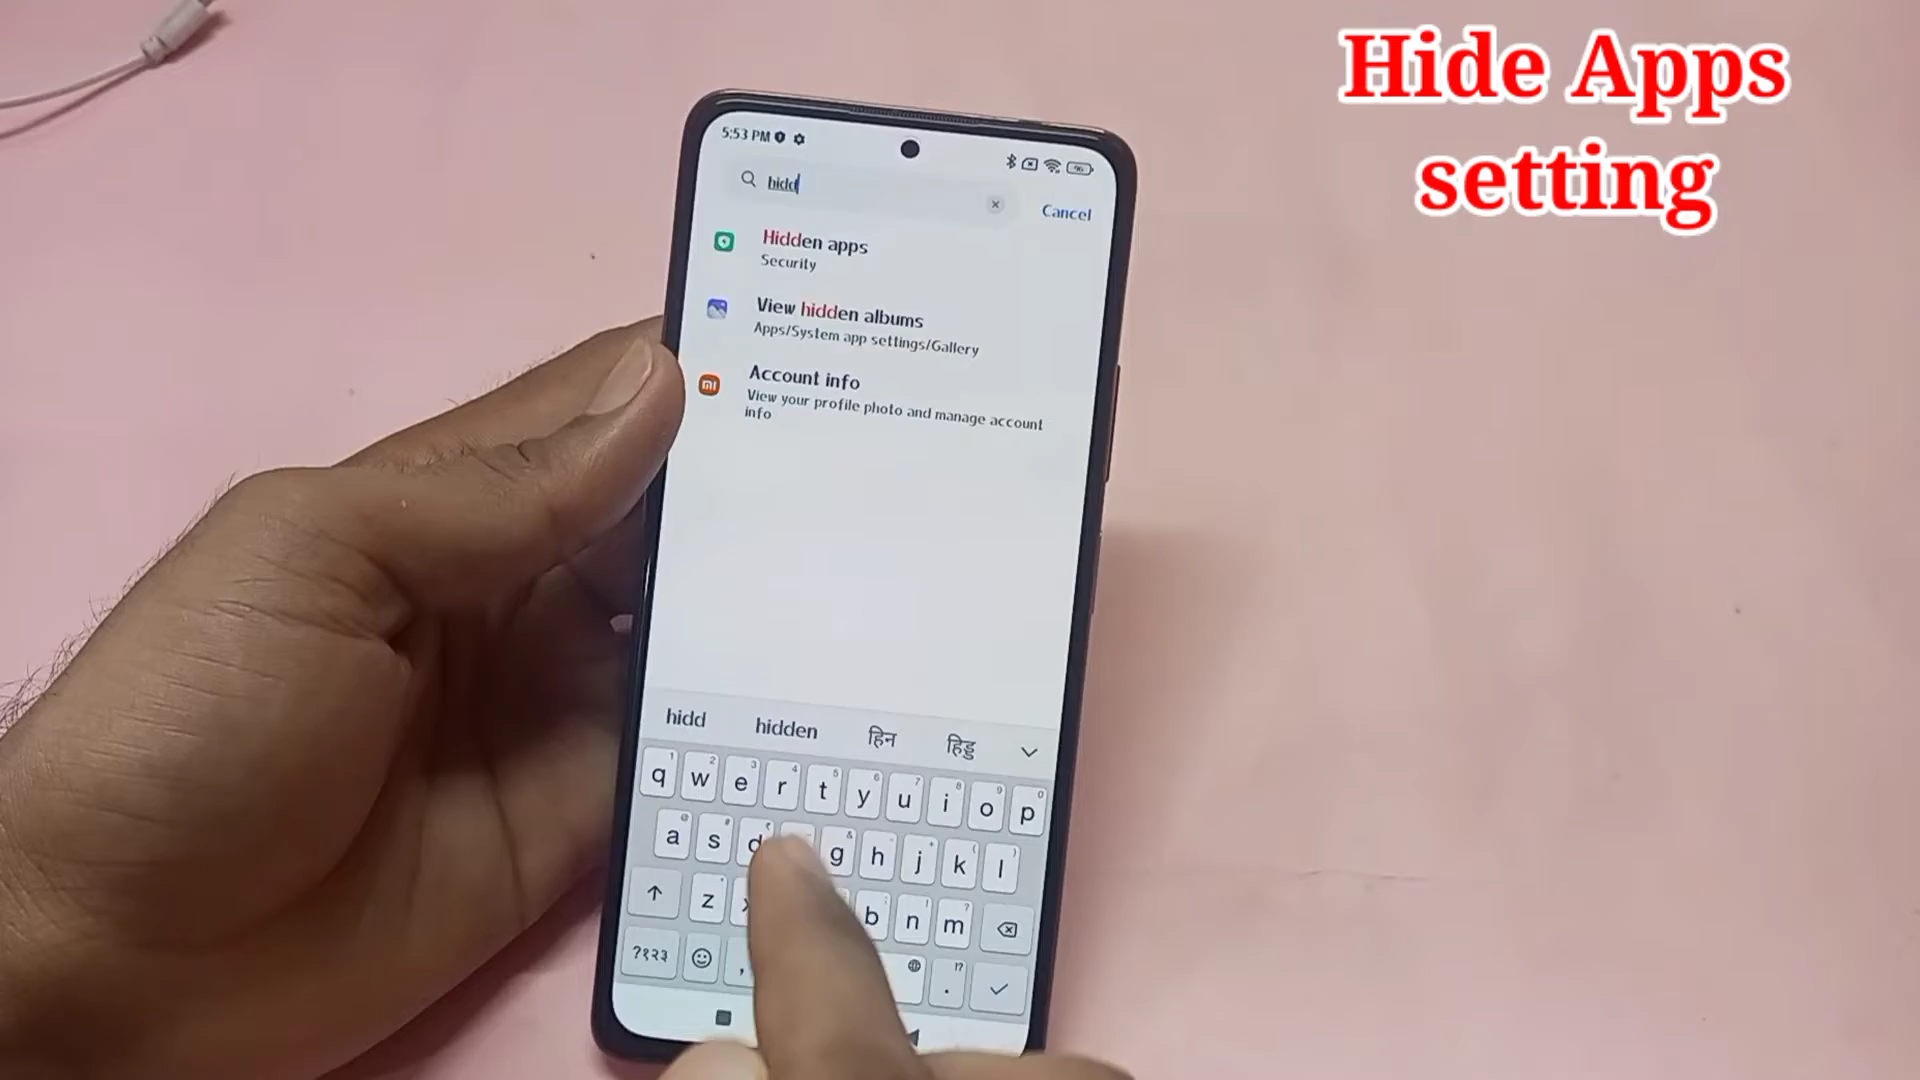 Hide Apps
setting
5:53 PM
hidd
Cancel
Hidden apps
Security
View hidden albums
Apps/System app settings/Gallery
Account info
View your profile photo and manage account
info
hidd hidden हिन हिड्ड
q w e r t y u i o p
a s d g h j k l
z b n m
?१२३ , .